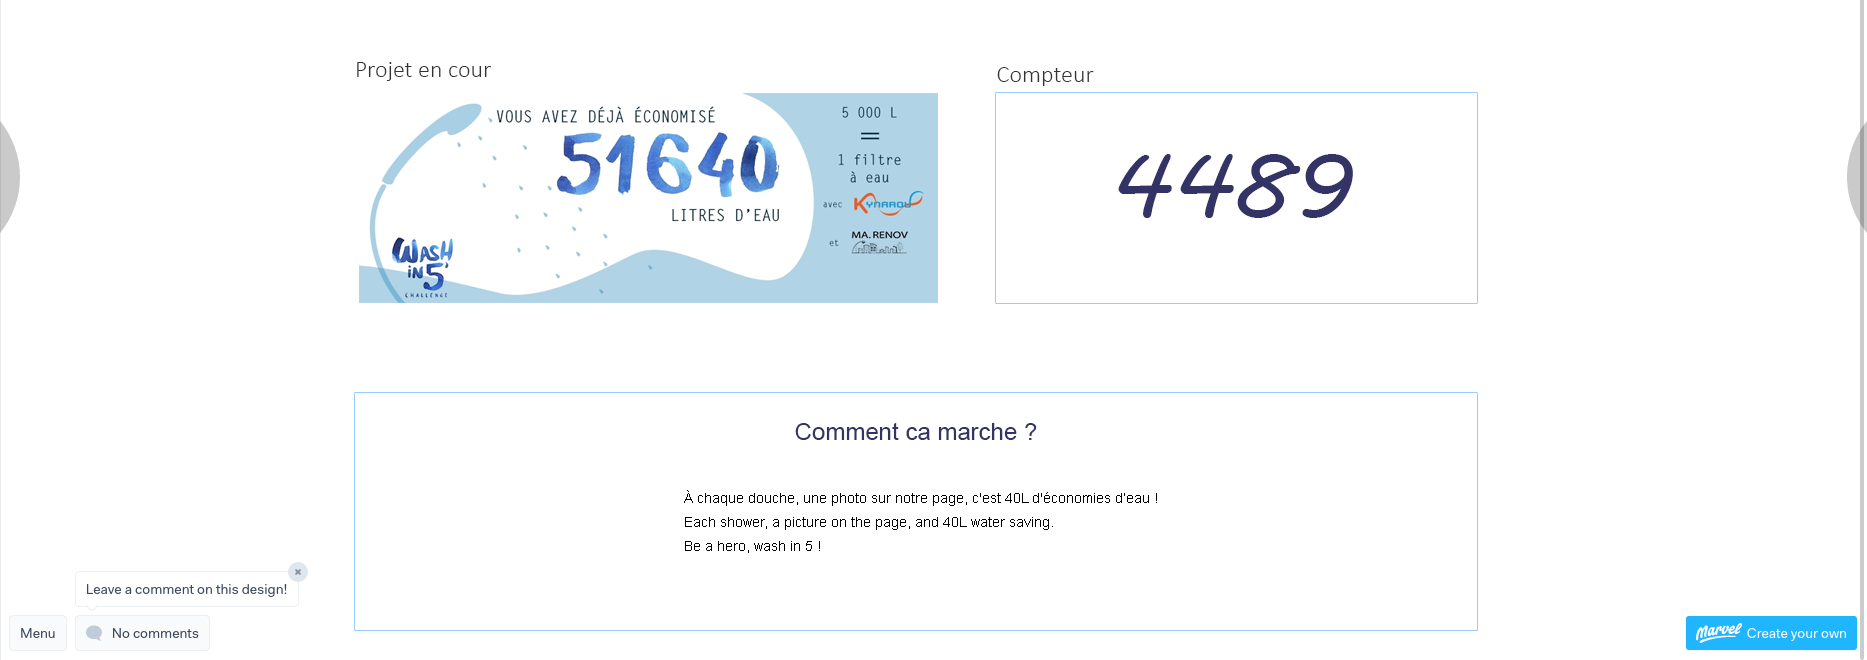 Projet en cour
VOUS AVEZ DÉJÀ ÉCONOMISÉ
51640
LITRES D'EAU
WASH
iN
5'
CHALLENGE
5 000 L
=
1 filtre
à eau
avec KYNAROU
et MA. RENOV
Compteur
4489
Comment ca marche ?
À chaque douche, une photo sur notre page, c'est 40L d'économies d'eau !
Each shower, a picture on the page, and 40L water saving.
Be a hero, wash in 5 !
Leave a comment on this design!
Menu
No comments
Marvel Create your own